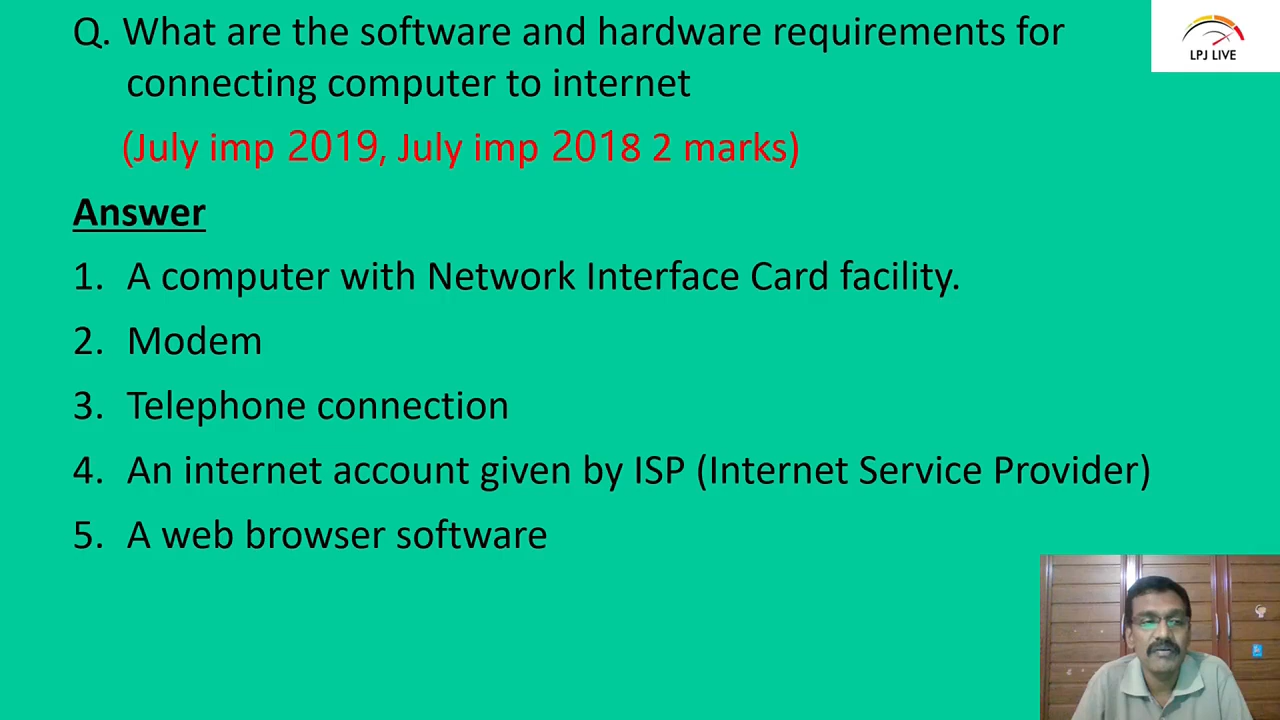 Q. What are the software and hardware requirements for
connecting computer to internet
(July imp 2019, July imp 2018 2 marks)
Answer
1. A computer with Network Interface Card facility.
2. Modem
3. Telephone connection
4. An internet account given by ISP (Internet Service Provider)
5. A web browser software
LPJ LIVE